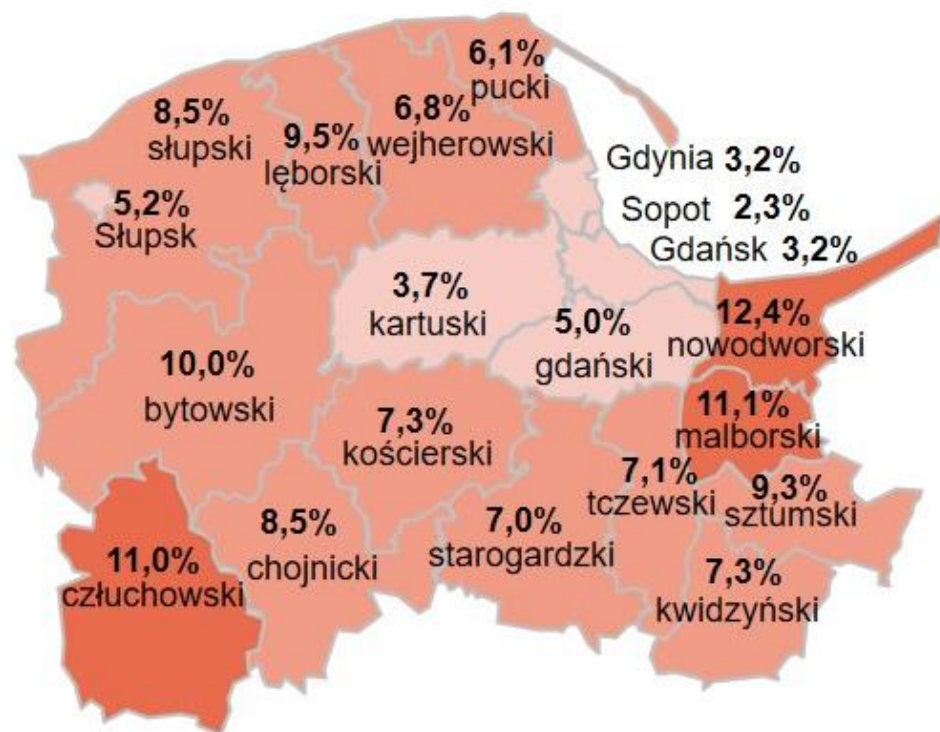 6,1%
pucki
8,5%
słupski
9,5%
lęborski
6,8%
wejherowski
Gdynia 3,2%
Sopot 2,3%
Gdańsk 3,2%
5,2%
Słupsk
3,7%
kartuski
5,0%
gdański
12,4%
nowodworski
10,0%
bytowski
7,3%
kościerski
11,1%
malborski
7,1%
tczewski
9,3%
sztumski
8,5%
chojnicki
7,0%
starogardzki
11,0%
człuchowski
7,3%
kwidzyński